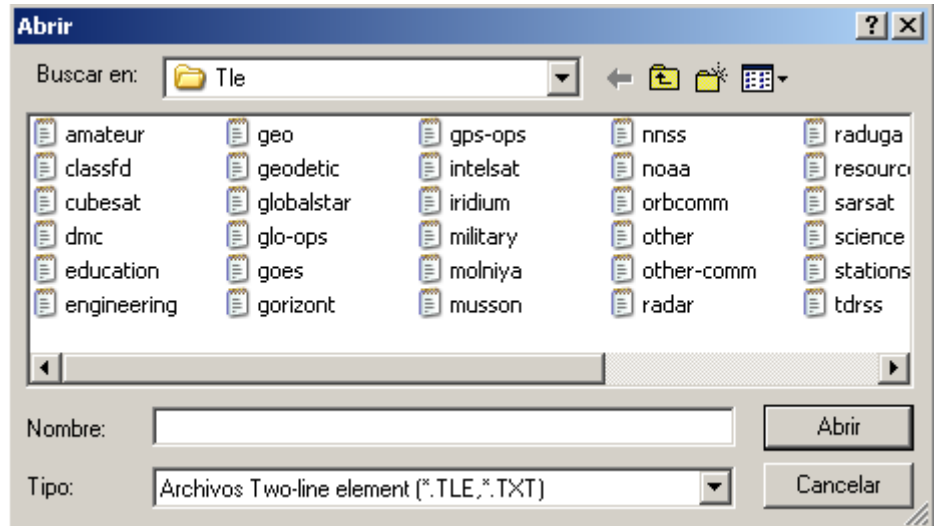 Abrir
Buscar en: Tle
amateur geo gps-ops nnss raduga
classfd geodetic intelsat noaa resourc
cubesat globalstar iridium orbcomm sarsat
dmc glo-ops military other science
education goes molniya other-comm stations
engineering gorizont musson radar tdrss
Nombre: Abrir
Tipo: Archivos Two-line element (*.TLE,*.TXT) Cancelar